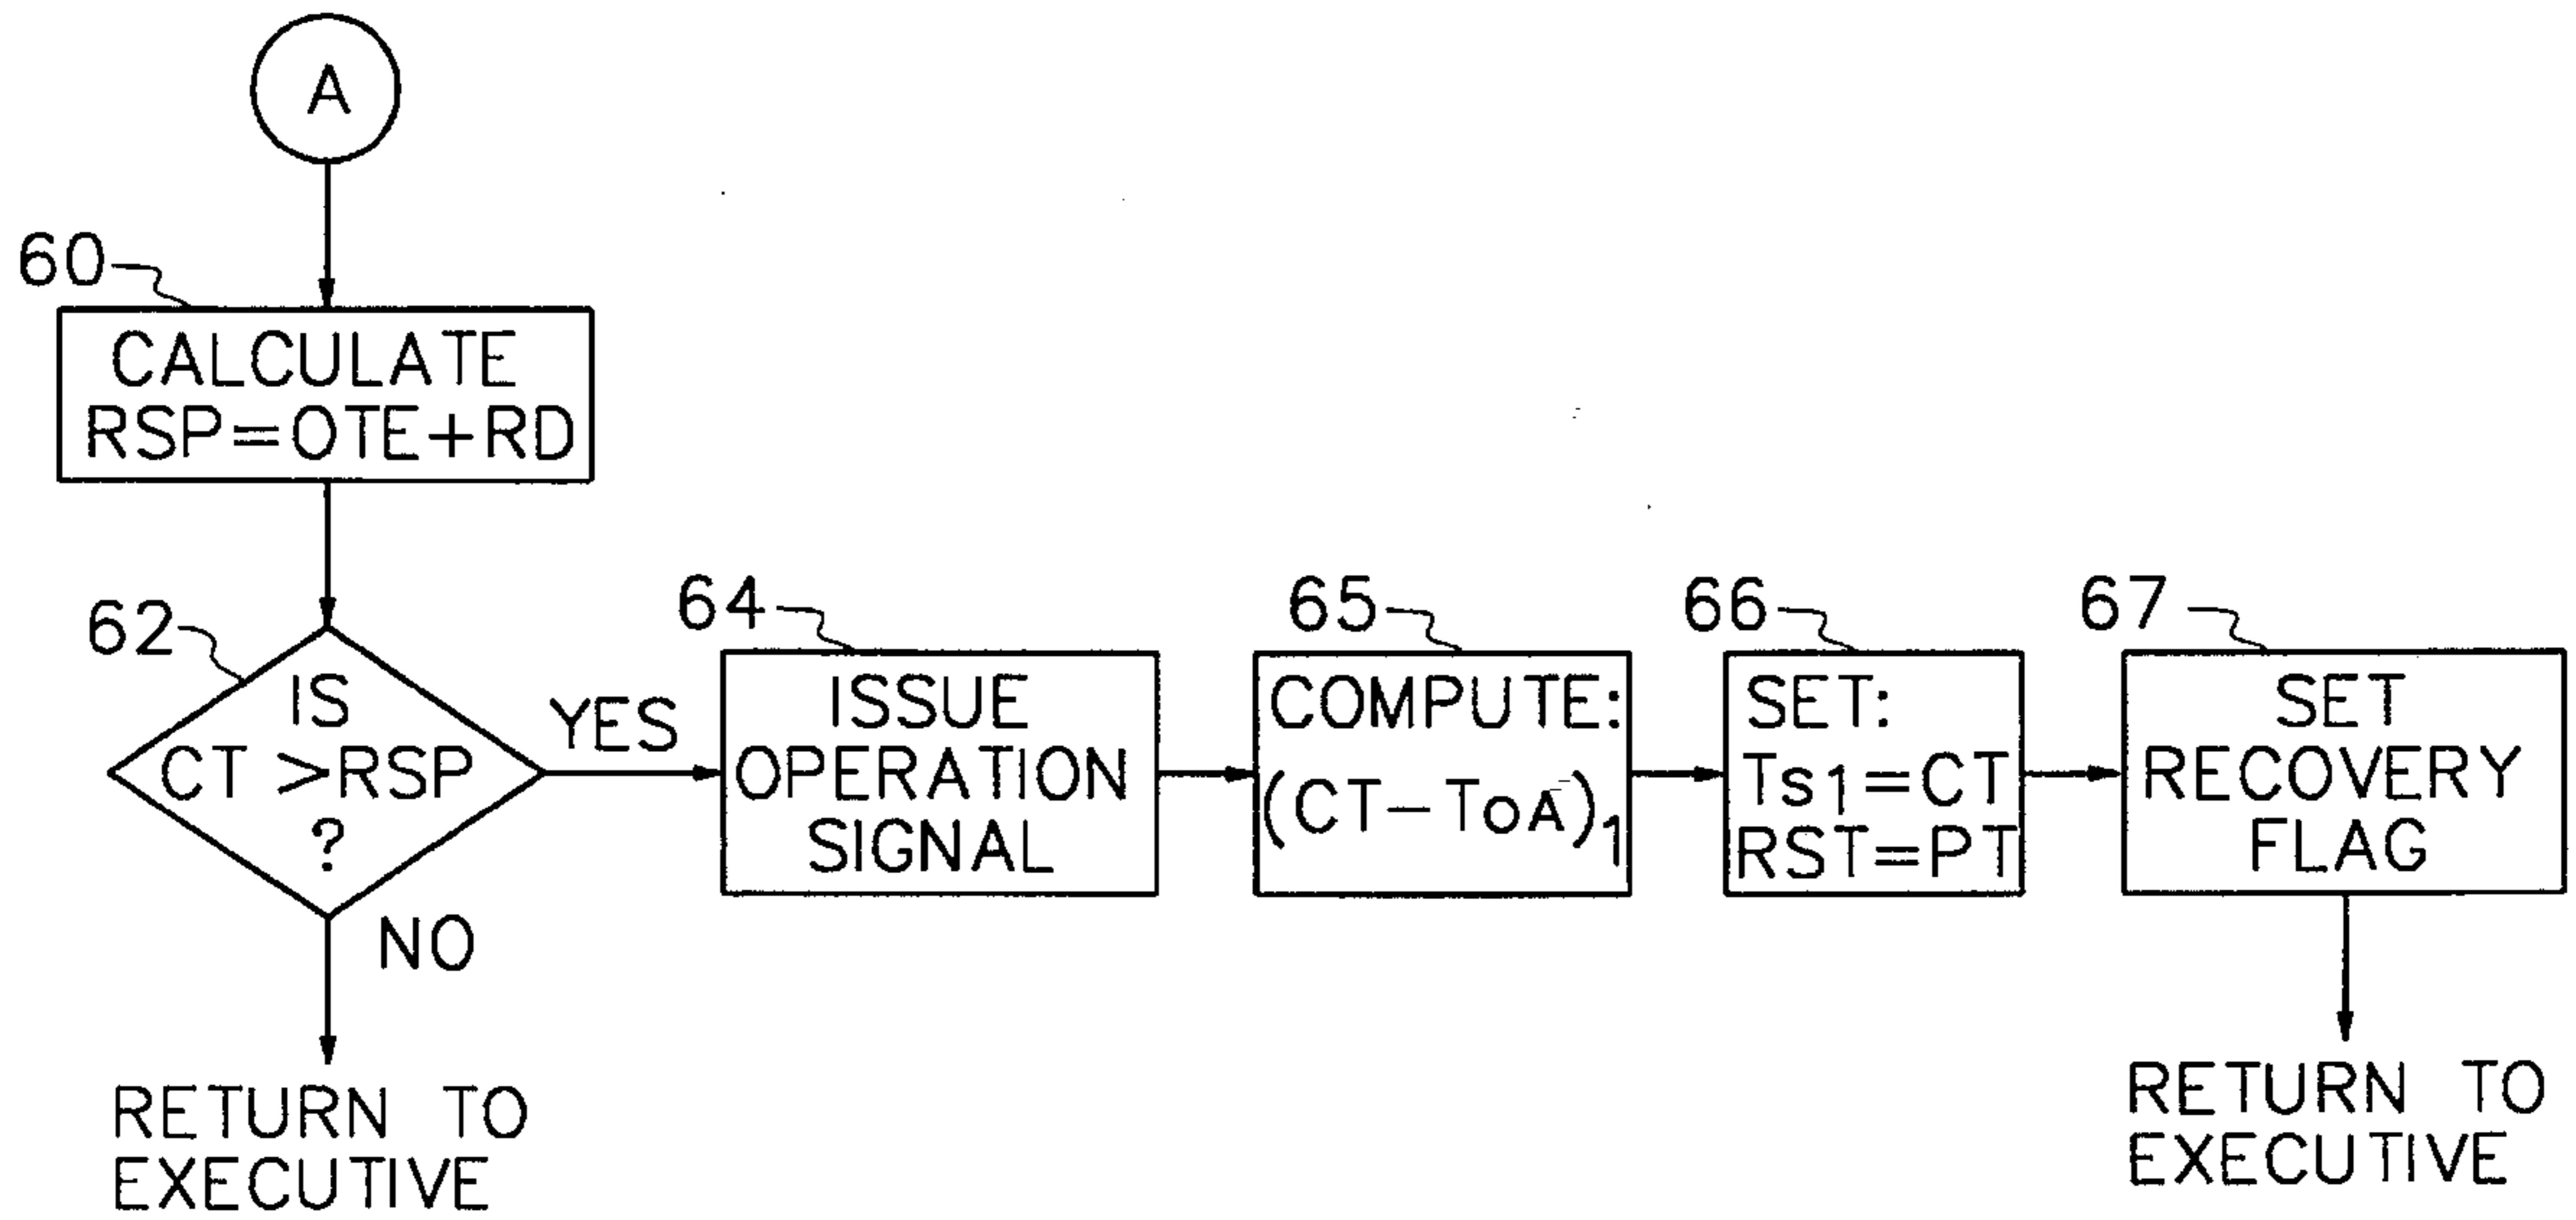 A
60
CALCULATE
RSP=OTE+RD
62
IS
CT >RSP
?
YES
NO
RETURN TO
EXECUTIVE
64
ISSUE
OPERATION
SIGNAL
65
COMPUTE:
(CT-TOA)1
66
SET:
Ts1=CT
RST=PT
67
SET
RECOVERY
FLAG
RETURN TO
EXECUTIVE